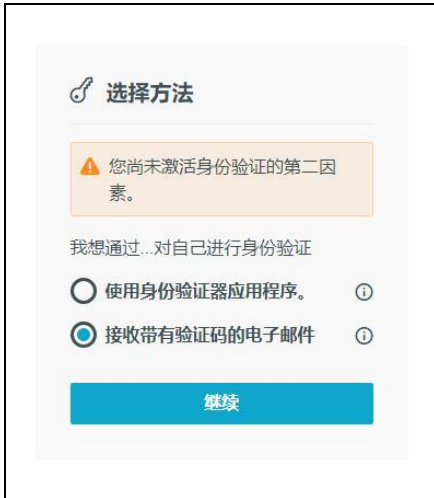 选择方法
您尚未激活身份验证的第二因
素。
我想通过...对自己进行身份验证
使用身份验证器应用程序。
接收带有验证码的电子邮件
继续